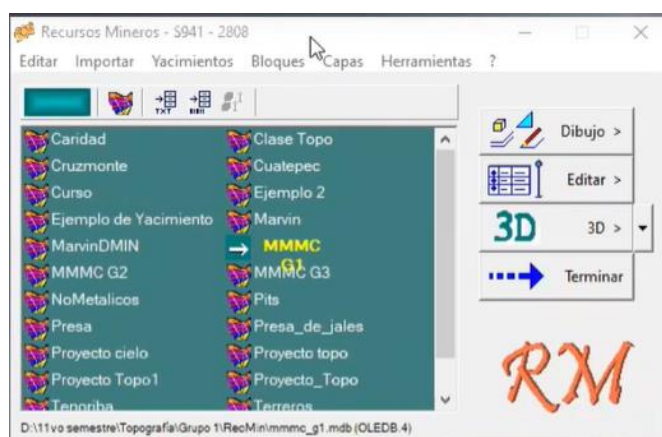 Recursos Mineros - S941 - 2808
Editar Importar Yacimientos Bloques Capas Herramientas ?
TXT
Caridad Clase Topo
Cruzmonte Cuatepec
Curso Ejemplo 2
Ejemplo de Yacimiento Marvin
MarvinDMIN MMMC G1
MMMC G2 MMMC G3
NoMetalicos Pits
Presa Presa_de_jales
Proyecto cielo Proyecto topo
Proyecto Topo1 Proyecto_Topo
Tenoriba Terreros
Dibujo >
Editar >
3D 3D >
Terminar
RM
D:\11vo semestre\Topografía\Grupo 1\RecMin\mmmc_g1.mdb (OLEDB.4)